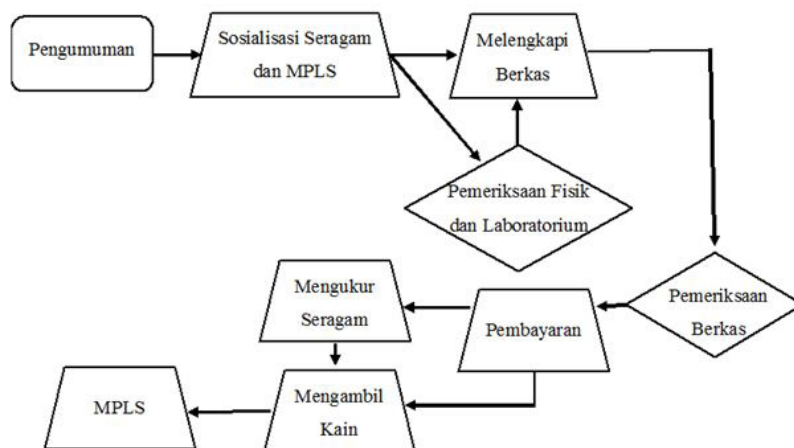 Pengumuman
Sosialisasi Seragam
dan MPLS
Melengkapi
Berkas
Pemeriksaan Fisik
dan Laboratorium
Pemeriksaan
Berkas
Pembayaran
Mengukur
Seragam
Mengambil
Kain
MPLS